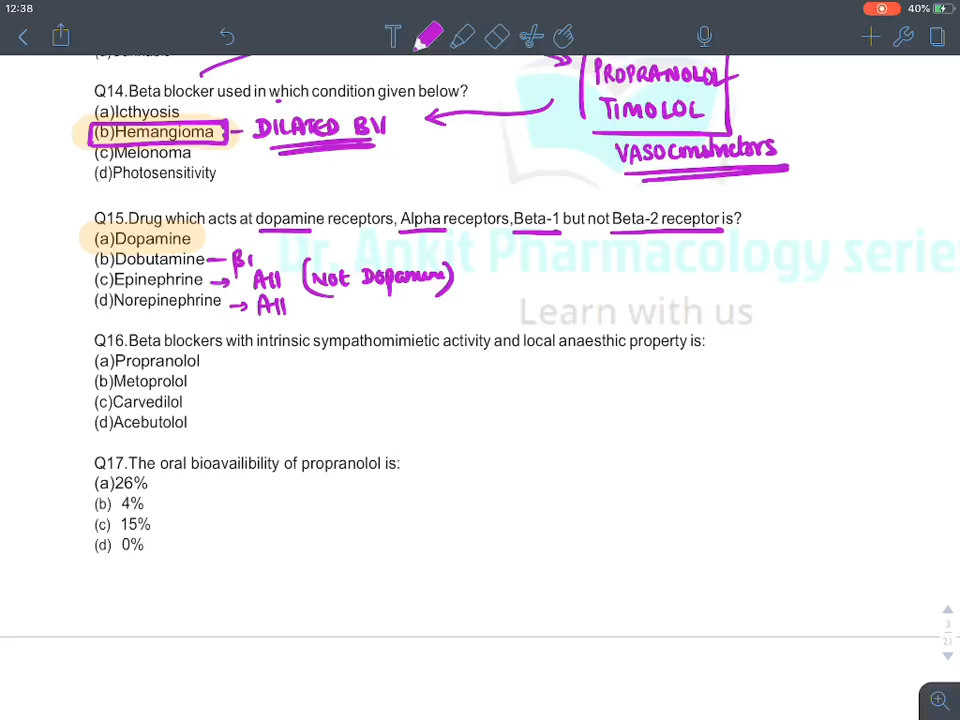 12:38
40%
T
PROPRANOLOL
Q14.Beta blocker used in which condition given below?
(a)Icthyosis
TIMOLOL
(b)Hemangioma - DILATED BV
(c)Melonoma
VASOconstrictors
(d)Photosensitivity
Q15.Drug which acts at dopamine receptors, Alpha receptors,Beta-1 but not Beta-2 receptor is?
(a)Dopamine
Dr. Ankit Pharmacology series
(b)Dobutamine - β1
(c)Epinephrine → All (Not Dopamine)
(d)Norepinephrine → All
Learn with us
Q16.Beta blockers with intrinsic sympathomimietic activity and local anaesthic property is:
(a)Propranolol
(b)Metoprolol
(c)Carvedilol
(d)Acebutolol
Q17.The oral bioavailibility of propranolol is:
(a)26%
(b) 4%
(c) 15%
(d) 0%
3
21